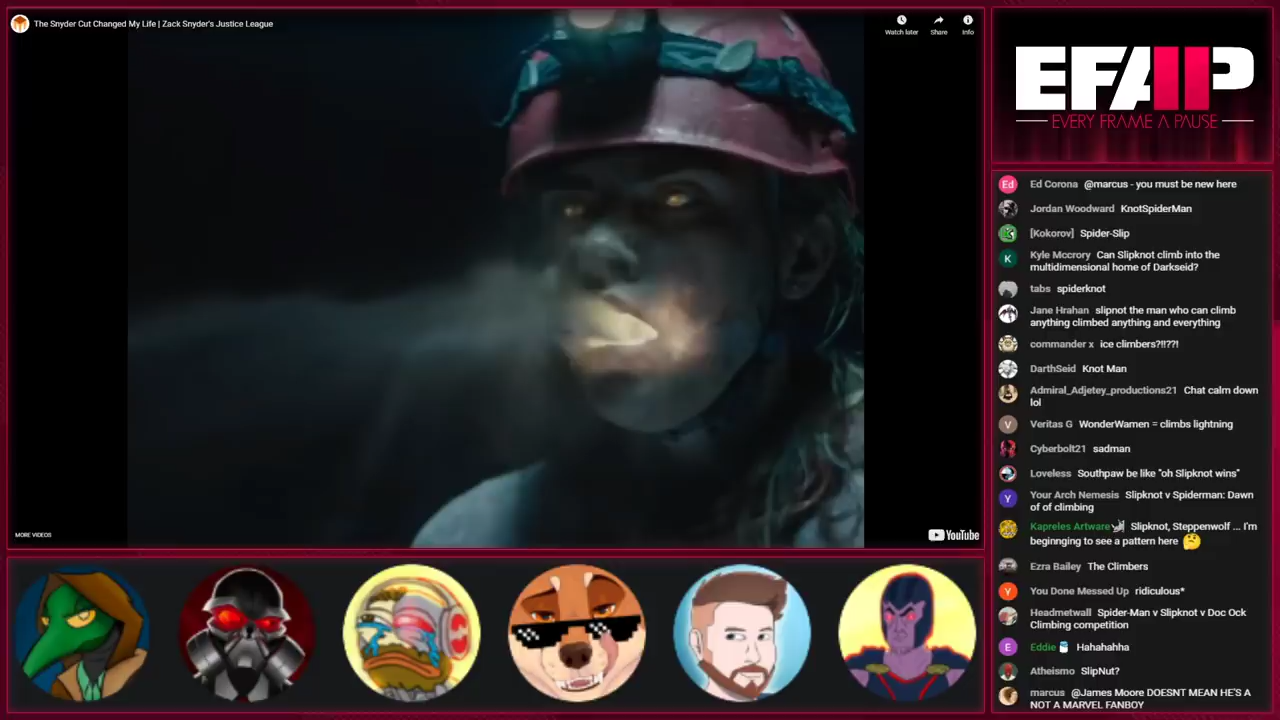 The Snyder Cut Changed My Life | Zack Snyder's Justice League
Watch later
Share
Info
MORE VIDEOS
YouTube
EFAP
EVERY FRAME A PAUSE
Ed Corona @marcus - you must be new here
Jordan Woodward KnotSpiderMan
[Kokorov] Spider-Slip
K
Kyle Mccrory Can Slipknot climb into the
multidimensional home of Darkseid?
tabs spiderknot
Jane Hrahan slipnot the man who can climb
anything climbed anything and everything
commander x ice climbers?!!??!
DarthSeid Knot Man
Admiral_Adjetey_productions21 Chat calm down
lol
V
Veritas G WonderWamen = climbs lightning
Cyberbolt21 sadman
Loveless Southpaw be like "oh Slipknot wins"
Y
Your Arch Nemesis Slipknot v Spiderman: Dawn
of of climbing
Kapreles Artware Slipknot, Steppenwolf ... I'm
beginnging to see a pattern here 🤔
Ezra Bailey The Climbers
Y
You Done Messed Up ridiculous*
Headmetwall Spider-Man v Slipknot v Doc Ock
Climbing competition
E
Eddie Hahahahha
Atheismo SlipNut?
marcus @James Moore DOESNT MEAN HE'S A
NOT A MARVEL FANBOY